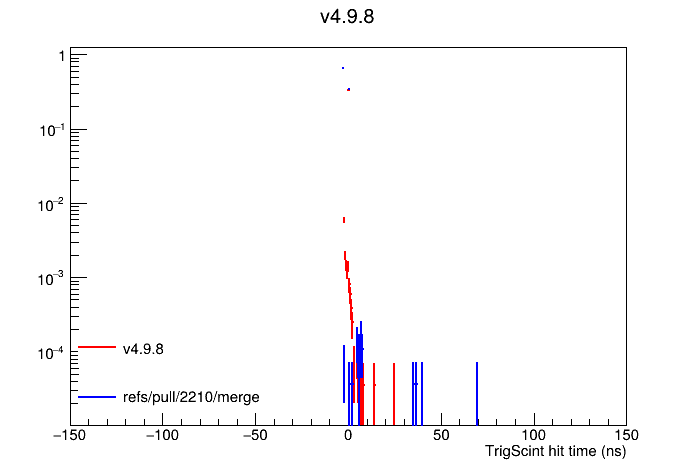 v4.9.8
1
10⁻¹
10⁻²
10⁻³
10⁻⁴
v4.9.8
refs/pull/2210/merge
−150 −100 −50 0 50 100 150
TrigScint hit time (ns)